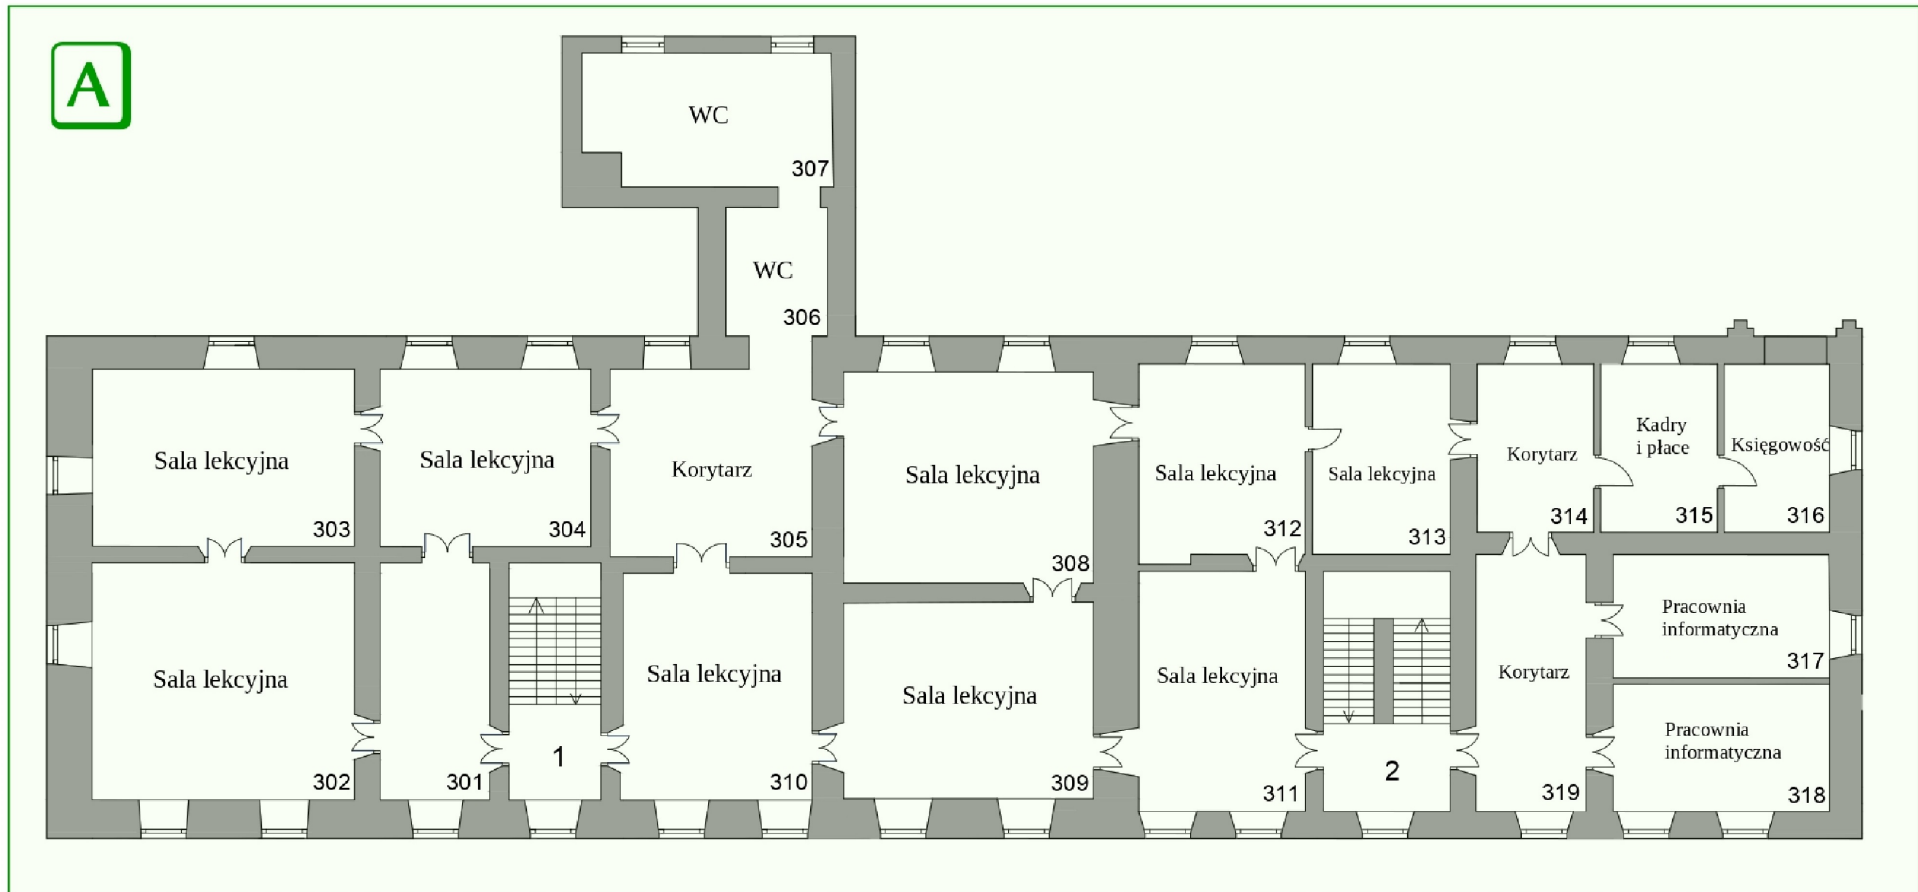 A
WC
307
WC
306
Sala lekcyjna
303
Sala lekcyjna
304
Korytarz
305
Sala lekcyjna
308
Sala lekcyjna
312
Sala lekcyjna
313
Korytarz
314
Kadry
i płace
315
Księgowość
316
Sala lekcyjna
302
301
1
Sala lekcyjna
310
Sala lekcyjna
309
Sala lekcyjna
311
2
Korytarz
319
Pracownia
informatyczna
317
Pracownia
informatyczna
318